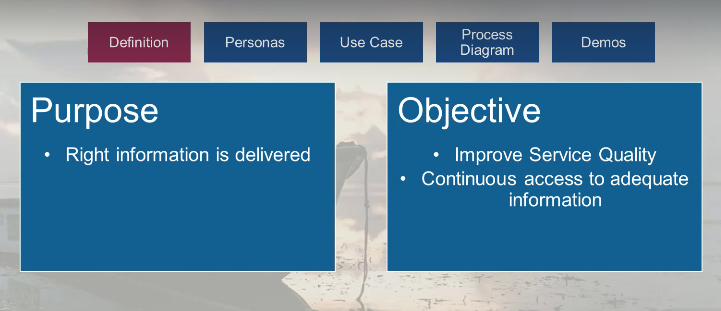 Definition
Personas
Use Case
Process
Diagram
Demos
Purpose
• Right information is delivered
Objective
• Improve Service Quality
• Continuous access to adequate
information